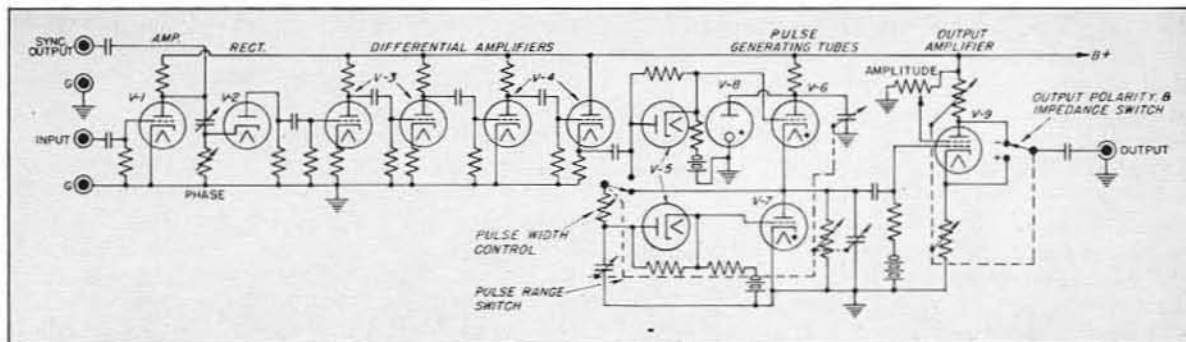 SYNC. OUTPUT
AMP.
RECT.
DIFFERENTIAL AMPLIFIERS
PULSE GENERATING TUBES
OUTPUT AMPLIFIER
B+
G
V-1
V-2
V-3
V-4
V-8
V-6
AMPLITUDE
V-9
OUTPUT POLARITY & IMPEDANCE SWITCH
INPUT
OUTPUT
G
PHASE
V-5
V-7
PULSE WIDTH CONTROL
PULSE RANGE SWITCH